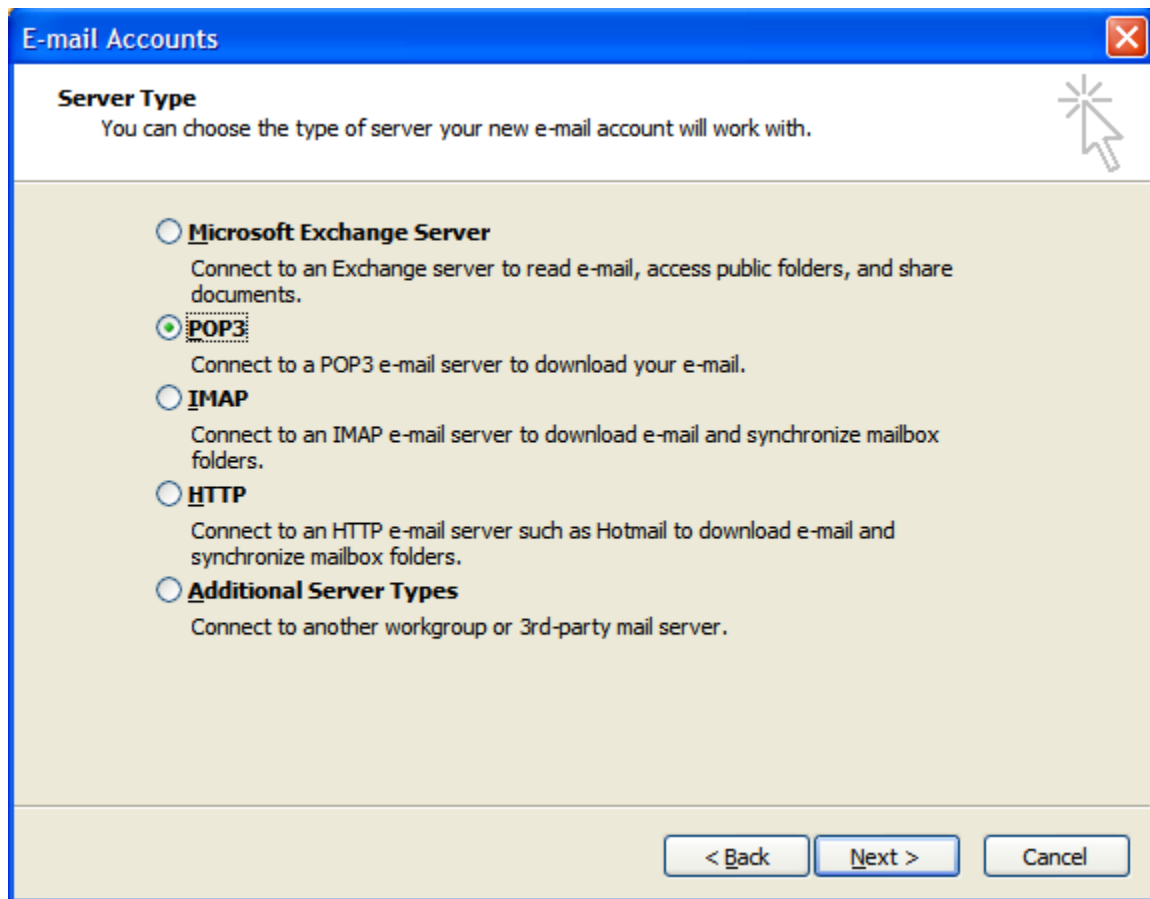 E-mail Accounts
Server Type
You can choose the type of server your new e-mail account will work with.
Microsoft Exchange Server
Connect to an Exchange server to read e-mail, access public folders, and share
documents.
POP3
Connect to a POP3 e-mail server to download your e-mail.
IMAP
Connect to an IMAP e-mail server to download e-mail and synchronize mailbox
folders.
HTTP
Connect to an HTTP e-mail server such as Hotmail to download e-mail and
synchronize mailbox folders.
Additional Server Types
Connect to another workgroup or 3rd-party mail server.
< Back Next > Cancel